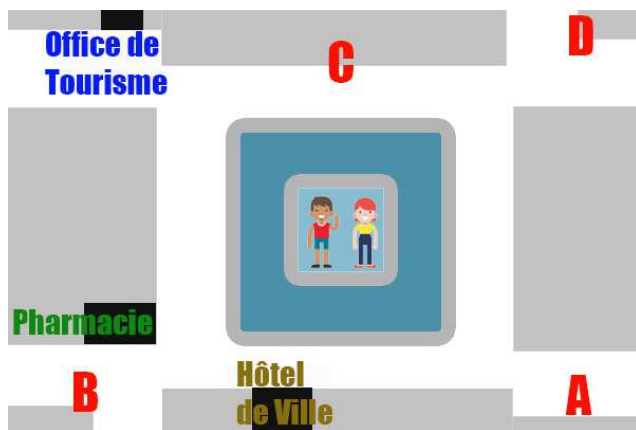 Office de
Tourisme
C
D
Pharmacie
B
Hôtel
de Ville
A